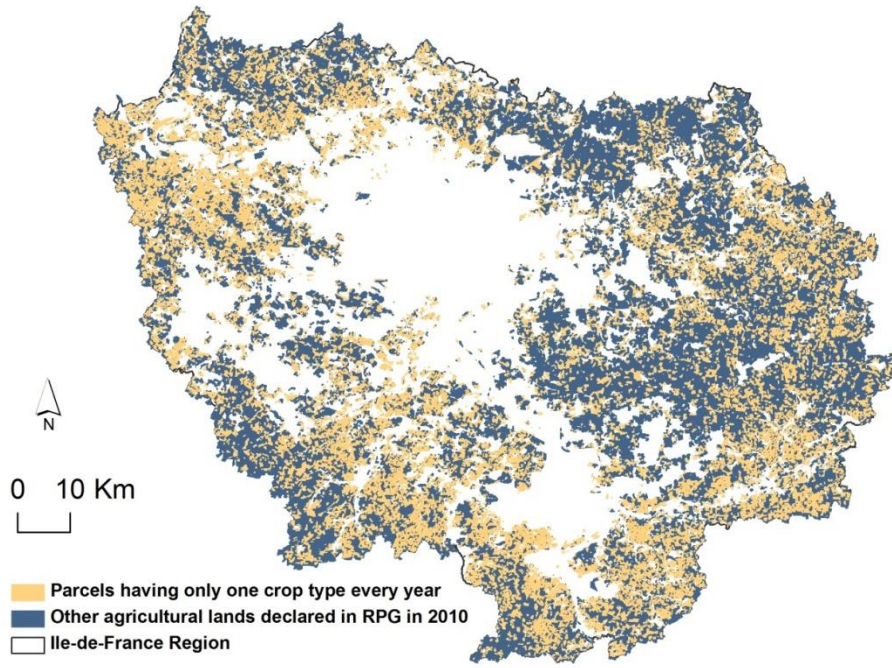 N
0 10 Km
Parcels having only one crop type every year
Other agricultural lands declared in RPG in 2010
Ile-de-France Region